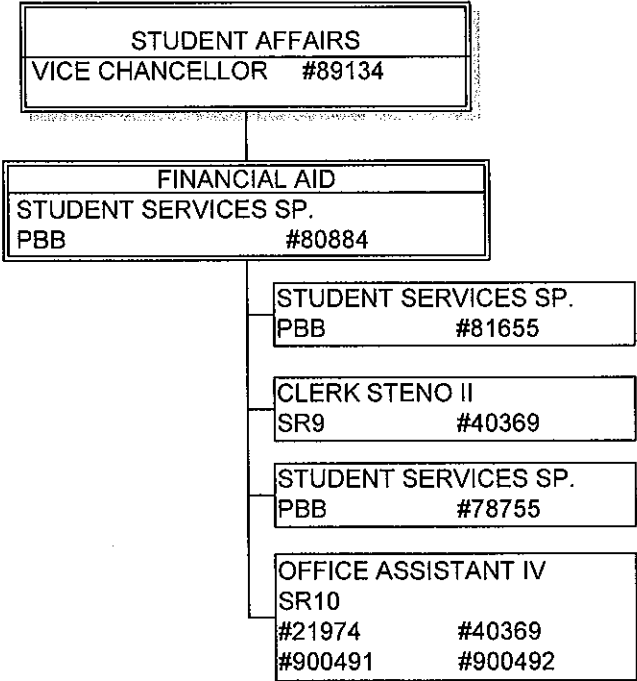 STUDENT AFFAIRS
VICE CHANCELLOR #89134
FINANCIAL AID
STUDENT SERVICES SP.
PBB #80884
STUDENT SERVICES SP.
PBB #81655
CLERK STENO II
SR9 #40369
STUDENT SERVICES SP.
PBB #78755
OFFICE ASSISTANT IV
SR10
#21974 #40369
#900491 #900492